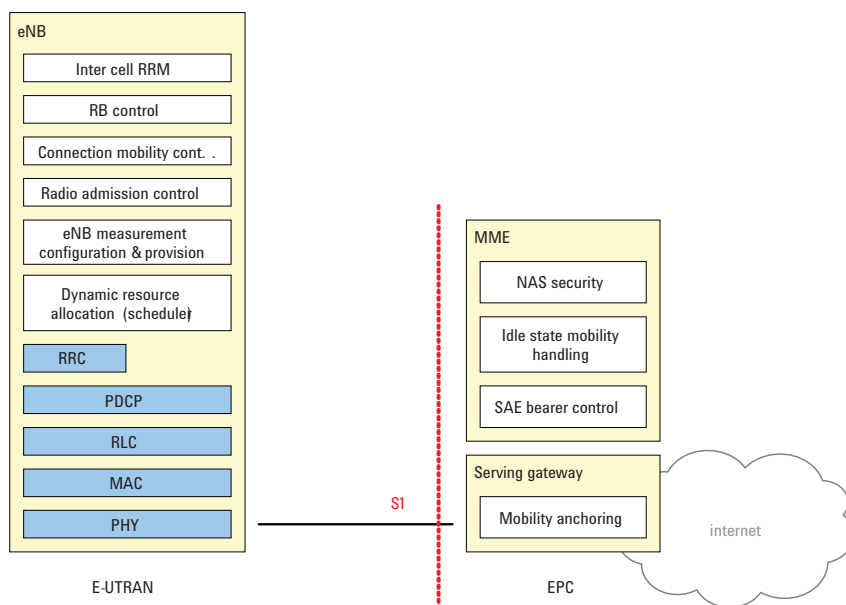 eNB
Inter cell RRM
RB control
Connection mobility cont. .
Radio admission control
eNB measurement
configuration & provision
Dynamic resource
allocation (scheduler)
RRC
PDCP
RLC
MAC
PHY
E-UTRAN
S1
MME
NAS security
Idle state mobility
handling
SAE bearer control
Serving gateway
Mobility anchoring
EPC
internet